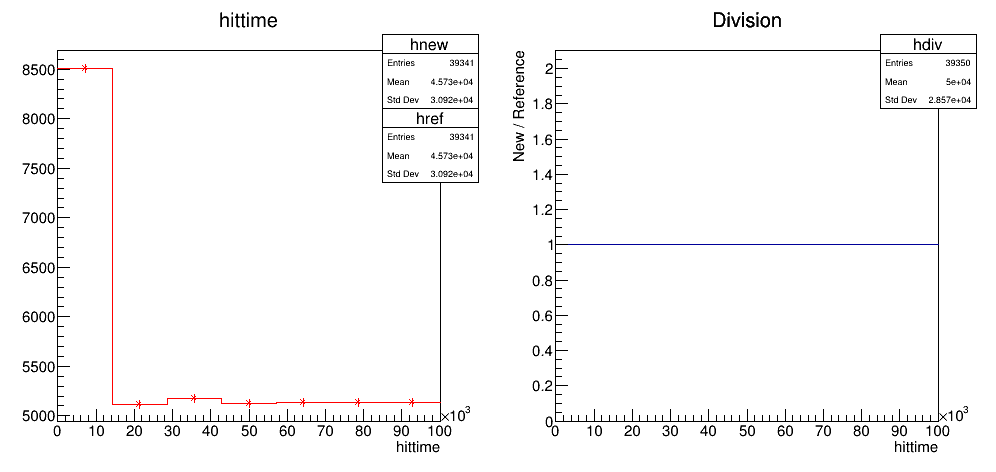 hittime
hnew
Entries 39341
Mean 4.573e+04
Std Dev 3.092e+04
href
Entries 39341
Mean 4.573e+04
Std Dev 3.092e+04
8500
8000
7500
7000
6500
6000
5500
5000
0 10 20 30 40 50 60 70 80 90 100
×10³
hittime
Division
hdiv
Entries 39350
Mean 5e+04
Std Dev 2.857e+04
New / Reference
2
1.8
1.6
1.4
1.2
1
0.8
0.6
0.4
0.2
0
0 10 20 30 40 50 60 70 80 90 100
×10³
hittime